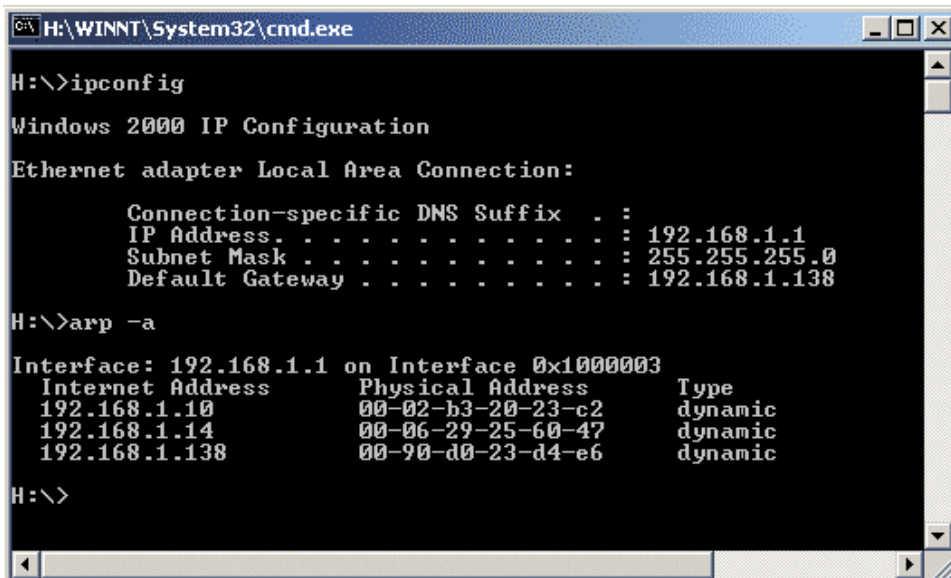 H:\WINNT\System32\cmd.exe
H:\>ipconfig
Windows 2000 IP Configuration
Ethernet adapter Local Area Connection:
Connection-specific DNS Suffix . :
IP Address. . . . . . . . . . . . : 192.168.1.1
Subnet Mask . . . . . . . . . . . : 255.255.255.0
Default Gateway . . . . . . . . . : 192.168.1.138
H:\>arp -a
Interface: 192.168.1.1 on Interface 0x1000003
Internet Address Physical Address Type
192.168.1.10 00-02-b3-20-23-c2 dynamic
192.168.1.14 00-06-29-25-60-47 dynamic
192.168.1.138 00-90-d0-23-d4-e6 dynamic
H:\>